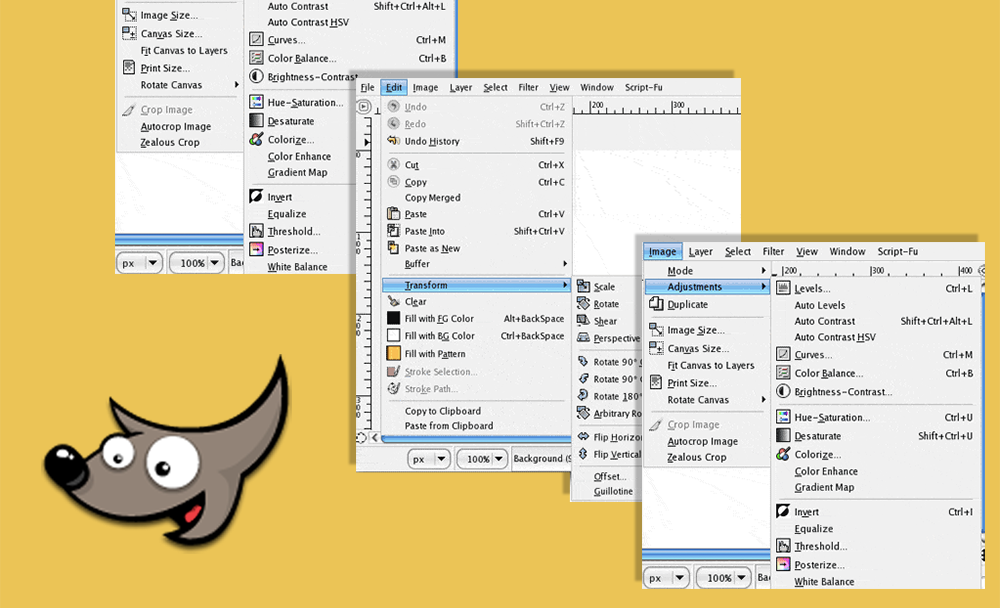 Image Size...
Canvas Size...
Fit Canvas to Layers
Print Size...
Rotate Canvas
Crop Image
Autocrop Image
Zealous Crop
px
100%
Auto Contrast Shift+Ctrl+Alt+L
Auto Contrast HSV
Curves... Ctrl+M
Color Balance... Ctrl+B
Brightness-Contrast
Hue-Saturation...
Desaturate
Colorize...
Color Enhance
Gradient Map
Invert
Equalize
Threshold...
Posterize...
White Balance
File Edit Image Layer Select Filter View Window Script-Fu
200 300
Undo Ctrl+Z
Redo Shift+Ctrl+Z
Undo History Shift+F9
Cut Ctrl+X
Copy Ctrl+C
Copy Merged
Paste Ctrl+V
Paste Into Shift+Ctrl+V
Paste as New
Buffer
Transform
Clear
Fill with FG Color Alt+BackSpace
Fill with BG Color Ctrl+BackSpace
Fill with Pattern
Stroke Selection...
Stroke Path...
Copy to Clipboard
Paste from Clipboard
px 100% Background
Scale
Rotate
Shear
Perspective
Rotate 90°
Rotate 90°
Rotate 180°
Arbitrary Ro
Flip Horizo
Flip Vertical
Offset...
Guillotine
Image Layer Select Filter View Window Script-Fu
200 300 400
Mode
Adjustments
Duplicate
Image Size...
Canvas Size...
Fit Canvas to Layers
Print Size...
Rotate Canvas
Crop Image
Autocrop Image
Zealous Crop
px 100% Ba
Levels... Ctrl+L
Auto Levels
Auto Contrast Shift+Ctrl+Alt+L
Auto Contrast HSV
Curves... Ctrl+M
Color Balance... Ctrl+B
Brightness-Contrast...
Hue-Saturation... Ctrl+U
Desaturate Shift+Ctrl+U
Colorize...
Color Enhance
Gradient Map
Invert Ctrl+I
Equalize
Threshold...
Posterize...
White Balance